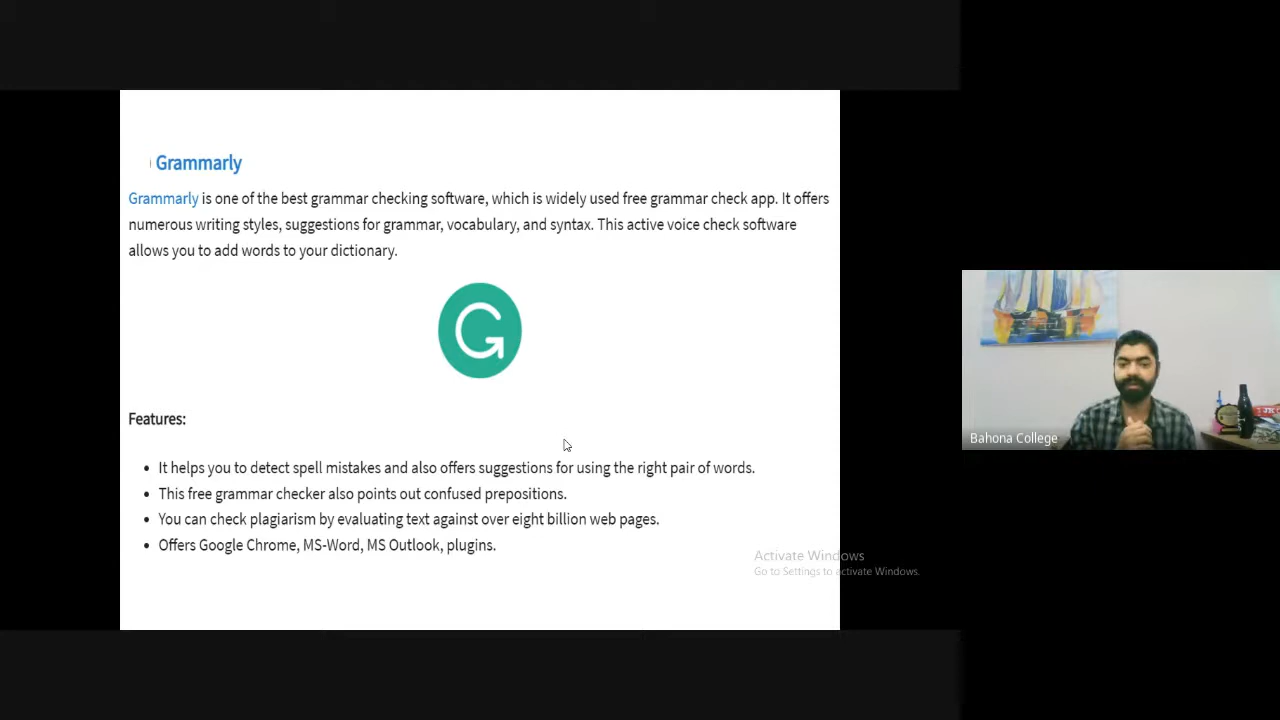 Grammarly
Grammarly is one of the best grammar checking software, which is widely used free grammar check app. It offers
numerous writing styles, suggestions for grammar, vocabulary, and syntax. This active voice check software
allows you to add words to your dictionary.
G
Features:
• It helps you to detect spell mistakes and also offers suggestions for using the right pair of words.
• This free grammar checker also points out confused prepositions.
• You can check plagiarism by evaluating text against over eight billion web pages.
• Offers Google Chrome, MS-Word, MS Outlook, plugins.
Activate Windows
Go to Settings to activate Windows.
Bahona College